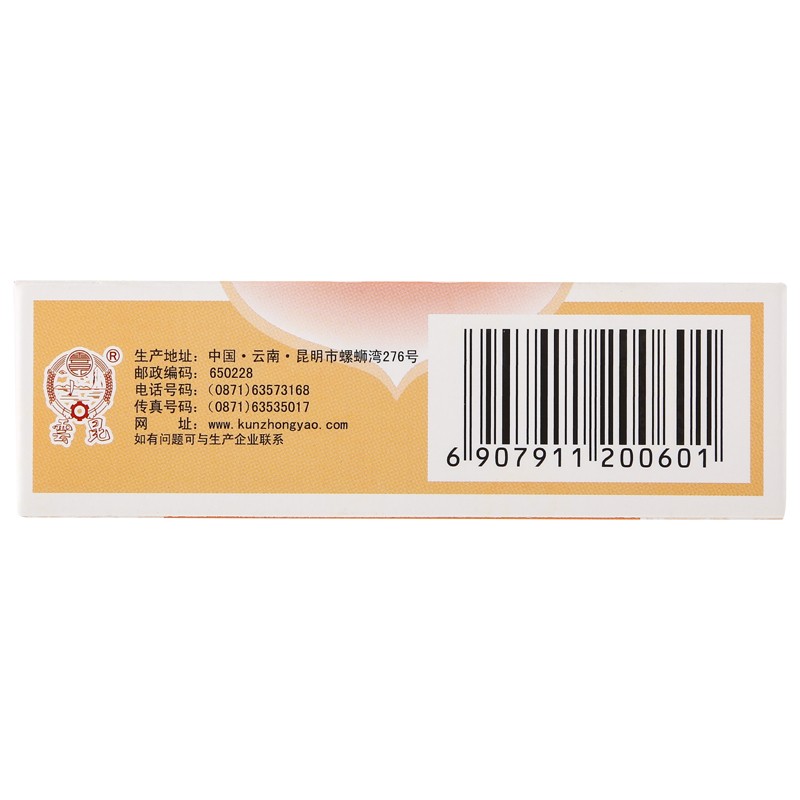 生产地址：中国·云南·昆明市螺蛳湾276号
邮政编码：650228
电话号码：(0871)63573168
传真号码：(0871)63535017
网 址：www.kunzhongyao.com
如有问题可与生产企业联系
®
雲昆
6 907911 200601